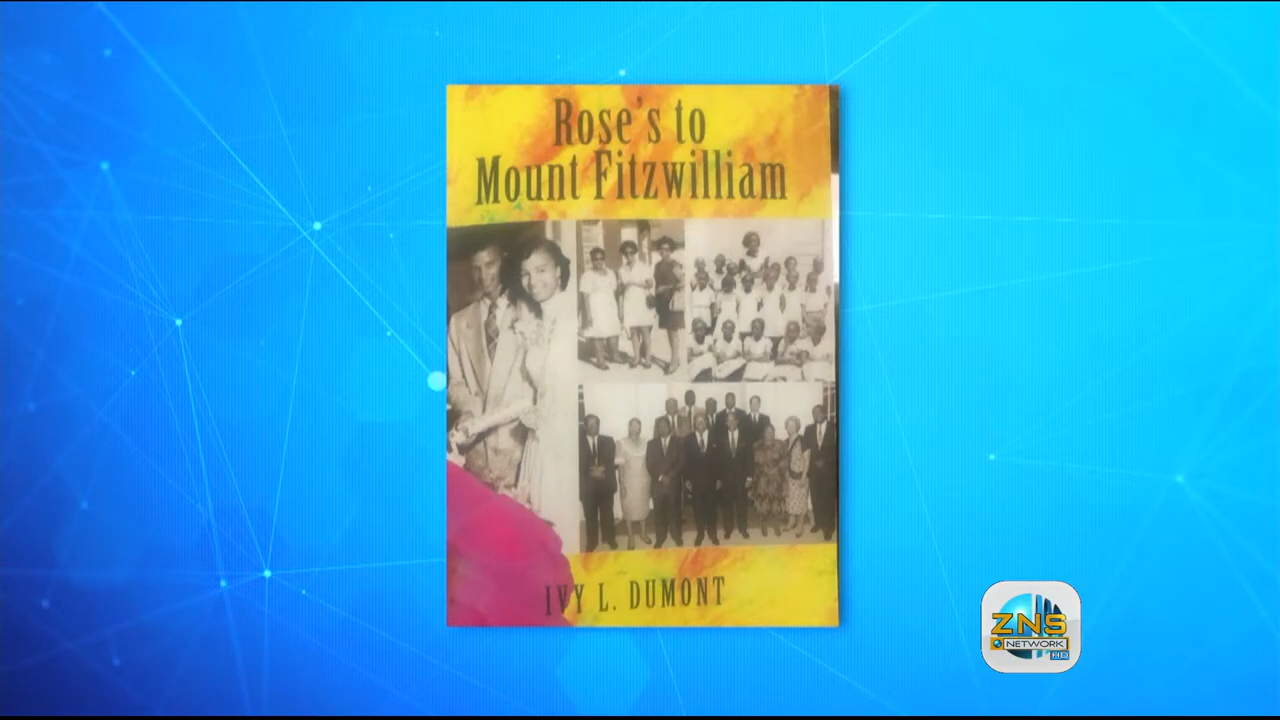 Rose's to
Mount Fitzwilliam
IVY L. DUMONT
ZNS
NETWORK
HD